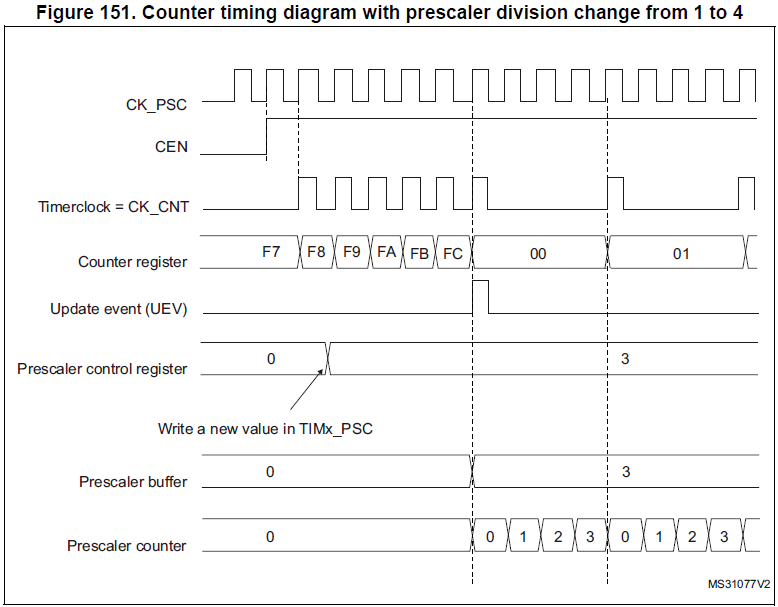 Figure 151. Counter timing diagram with prescaler division change from 1 to 4
CK_PSC
CEN
Timerclock = CK_CNT
Counter register F7 F8 F9 FA FB FC 00 01
Update event (UEV)
Prescaler control register 0 3
Write a new value in TIMx_PSC
Prescaler buffer 0 3
Prescaler counter 0 0 1 2 3 0 1 2 3
MS31077V2